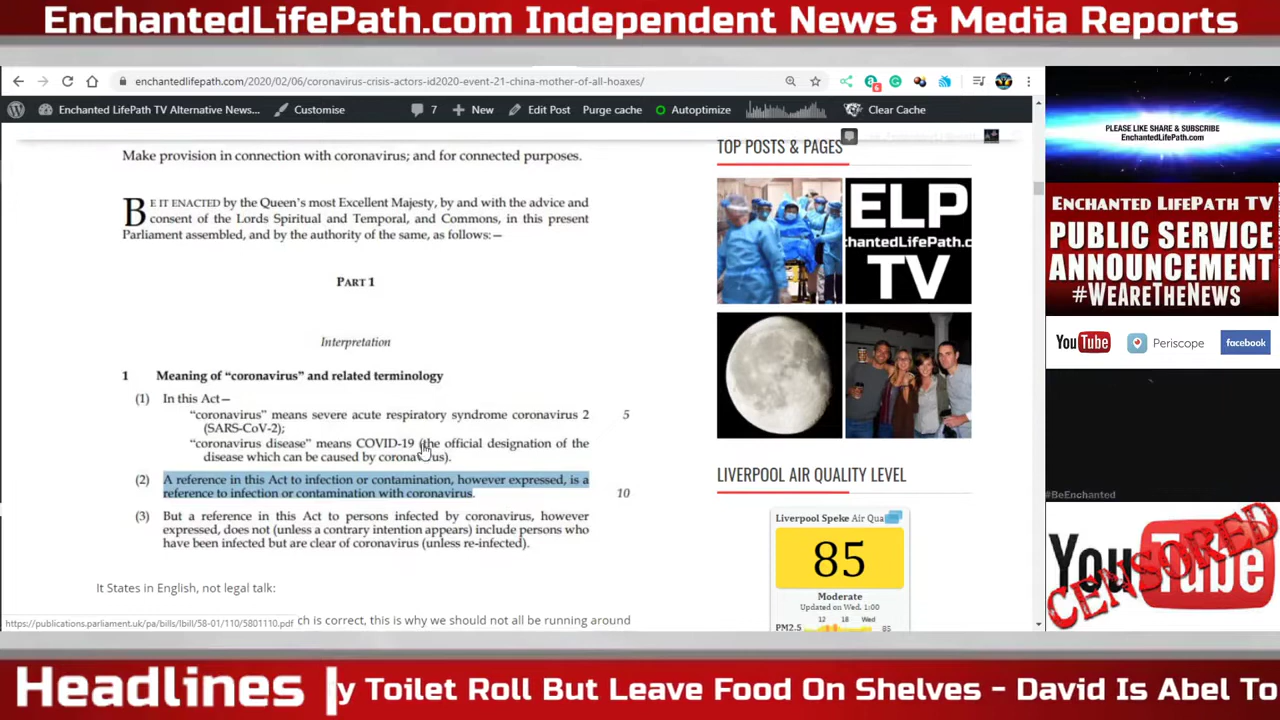 EnchantedLifePath.com Independent News & Media Reports
enchantedlifepath.com/2020/02/06/coronavirus-crisis-actors-id2020-event-21-china-mother-of-all-hoaxes/
Enchanted LifePath TV Alternative News... Customise 7 New Edit Post Purge cache Autoptimize Clear Cache
Make provision in connection with coronavirus; and for connected purposes.
BE IT ENACTED by the Queen's most Excellent Majesty, by and with the advice and
consent of the Lords Spiritual and Temporal, and Commons, in this present
Parliament assembled, and by the authority of the same, as follows:—
PART 1
Interpretation
1 Meaning of "coronavirus" and related terminology
(1) In this Act—
"coronavirus" means severe acute respiratory syndrome coronavirus 2 5
(SARS-CoV-2);
"coronavirus disease" means COVID-19 (the official designation of the
disease which can be caused by coronavirus).
(2) A reference in this Act to infection or contamination, however expressed, is a
reference to infection or contamination with coronavirus. 10
(3) But a reference in this Act to persons infected by coronavirus, however
expressed, does not (unless a contrary intention appears) include persons who
have been infected but are clear of coronavirus (unless re-infected).
It States in English, not legal talk:
ch is correct, this is why we should not all be running around
https://publications.parliament.uk/pa/bills/lbill/58-01/110/5801110.pdf
TOP POSTS & PAGES
ELP
nchantedLifePath.c
TV
LIVERPOOL AIR QUALITY LEVEL
Liverpool Speke Air Qua
85
Moderate
Updated on Wed, 1:00
12 18 Wed
PM2.5 85
PLEASE LIKE SHARE & SUBSCRIBE
EnchantedLifePath.com
ENCHANTED LIFEPATH TV
PUBLIC SERVICE
ANNOUNCEMENT
#WEARETHENEWS
YouTube Periscope facebook
#BeEnchanted
YouTube
CENSORED
Headlines | y Toilet Roll But Leave Food On Shelves - David Is Abel To